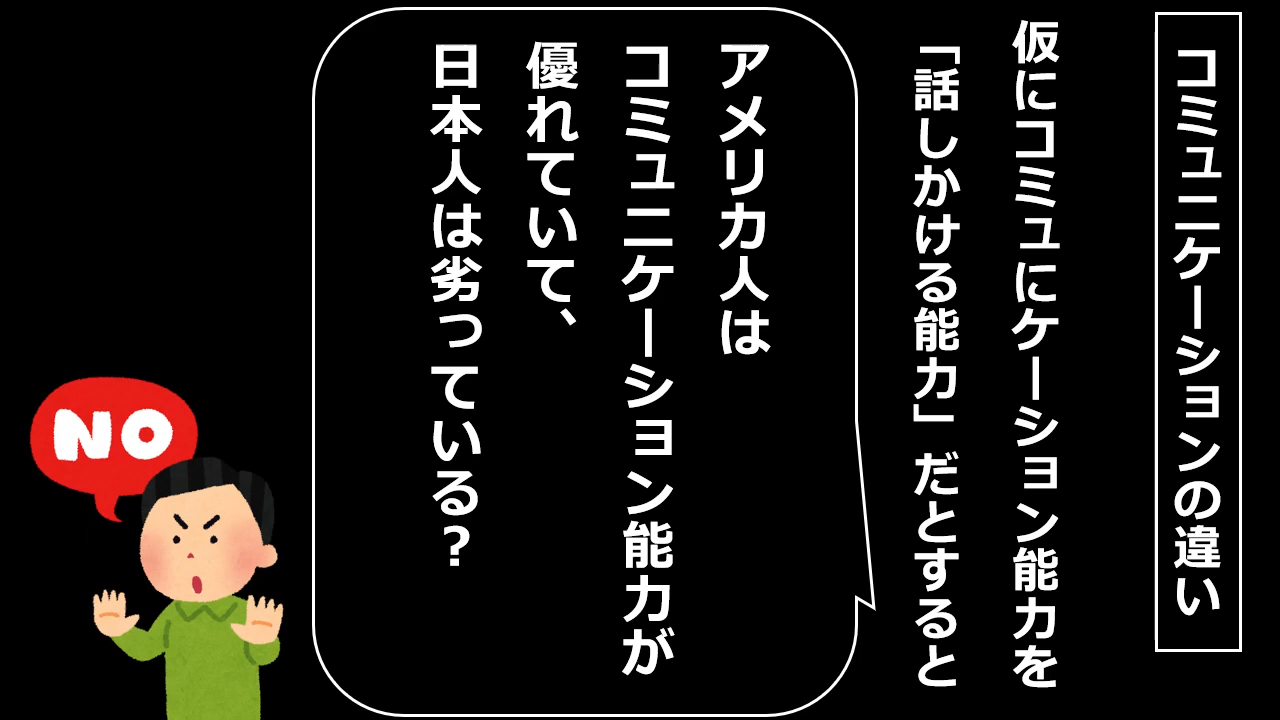 コミュニケーションの違い
仮にコミュにケーション能力を
「話しかける能力」だとすると
アメリカ人は
コミュニケーション能力が
優れていて、
日本人は劣っている？
NO